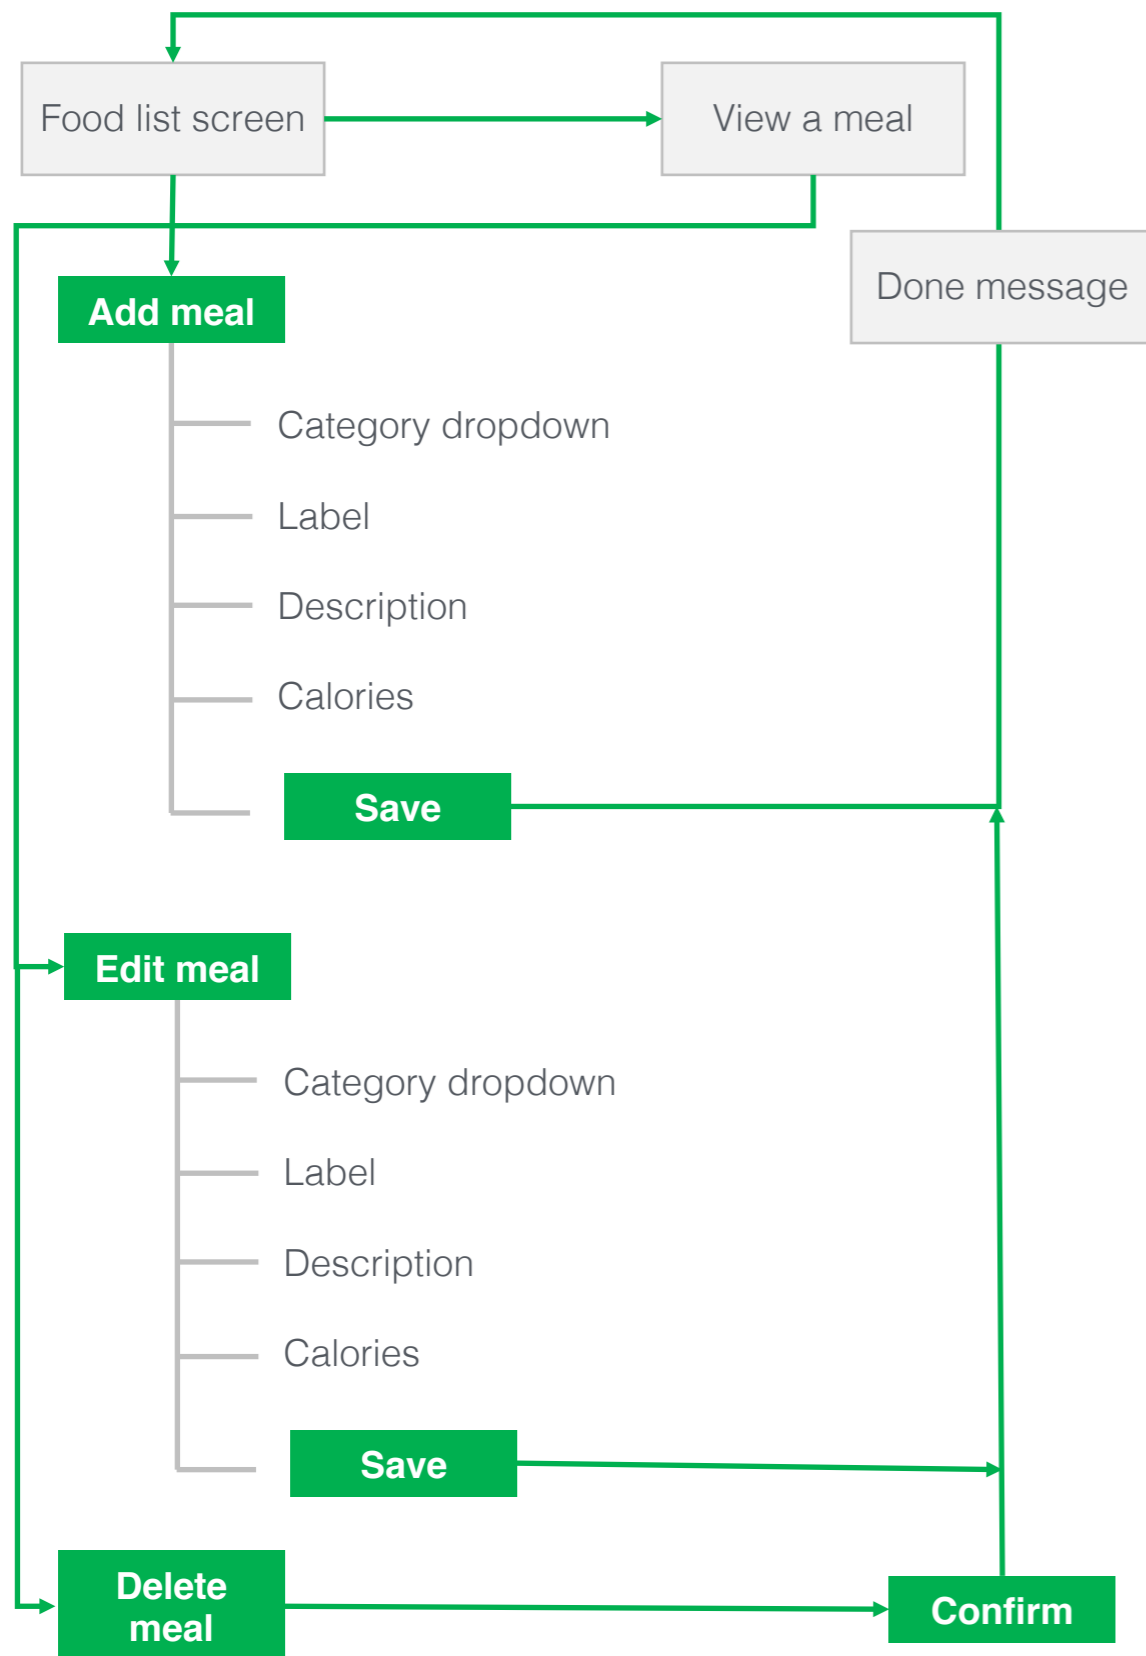 Food list screen
View a meal
Add meal
Done message
Category dropdown
Label
Description
Calories
Save
Edit meal
Category dropdown
Label
Description
Calories
Save
Delete
meal
Confirm